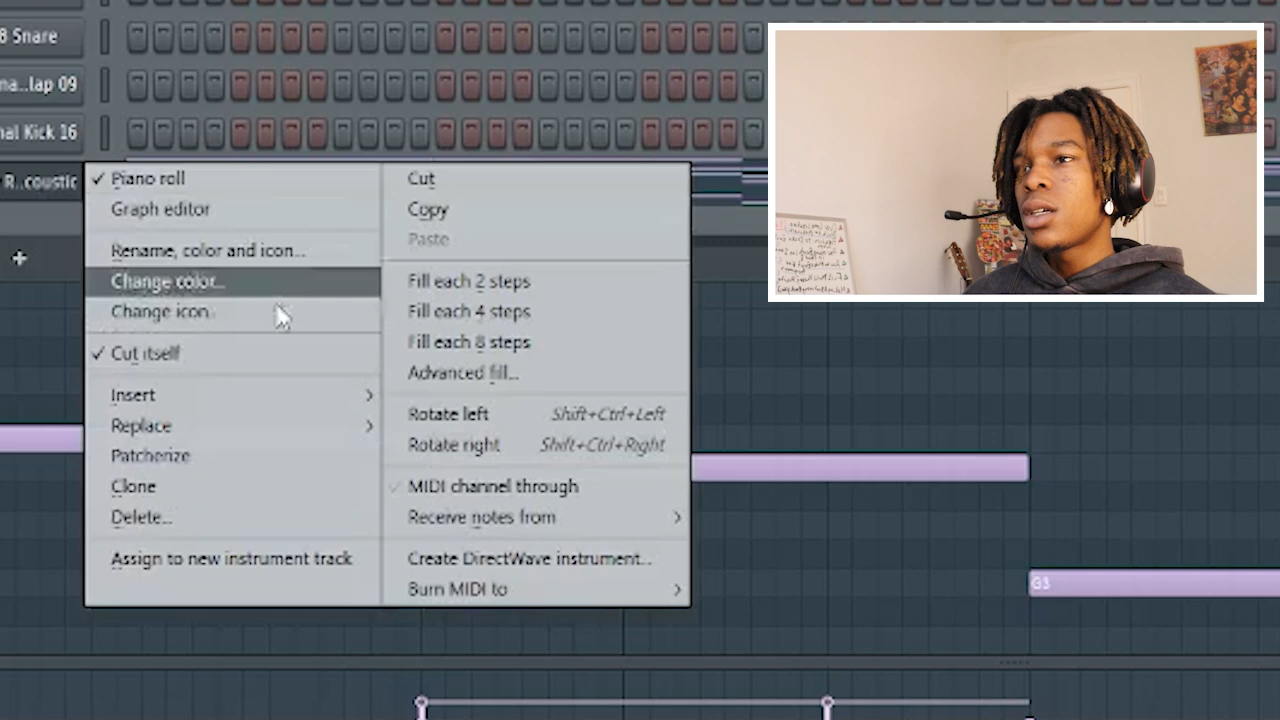 8 Snare
na..lap 09
nal Kick 16
R..coustic
Piano roll
Graph editor
Rename, color and icon...
Change color...
Change icon...
Cut itself
Insert
Replace
Patcherize
Clone
Delete...
Assign to new instrument track
Cut
Copy
Paste
Fill each 2 steps
Fill each 4 steps
Fill each 8 steps
Advanced fill...
Rotate left Shift+Ctrl+Left
Rotate right Shift+Ctrl+Right
MIDI channel through
Receive notes from
Create DirectWave instrument...
Burn MIDI to
G3